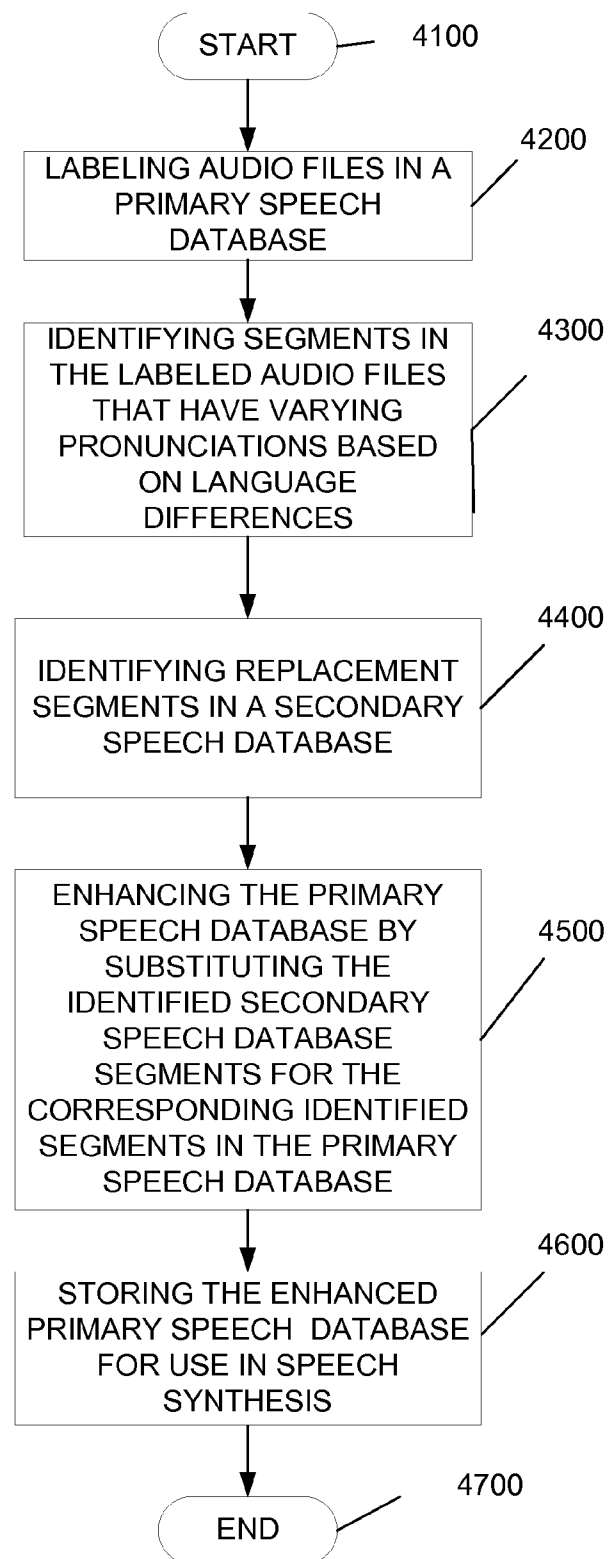 START
4100
4200
LABELING AUDIO FILES IN A
PRIMARY SPEECH
DATABASE
4300
IDENTIFYING SEGMENTS IN
THE LABELED AUDIO FILES
THAT HAVE VARYING
PRONUNCIATIONS BASED
ON LANGUAGE
DIFFERENCES
4400
IDENTIFYING REPLACEMENT
SEGMENTS IN A SECONDARY
SPEECH DATABASE
4500
ENHANCING THE PRIMARY
SPEECH DATABASE BY
SUBSTITUTING THE
IDENTIFIED SECONDARY
SPEECH DATABASE
SEGMENTS FOR THE
CORRESPONDING IDENTIFIED
SEGMENTS IN THE PRIMARY
SPEECH DATABASE
4600
STORING THE ENHANCED
PRIMARY SPEECH DATABASE
FOR USE IN SPEECH
SYNTHESIS
4700
END